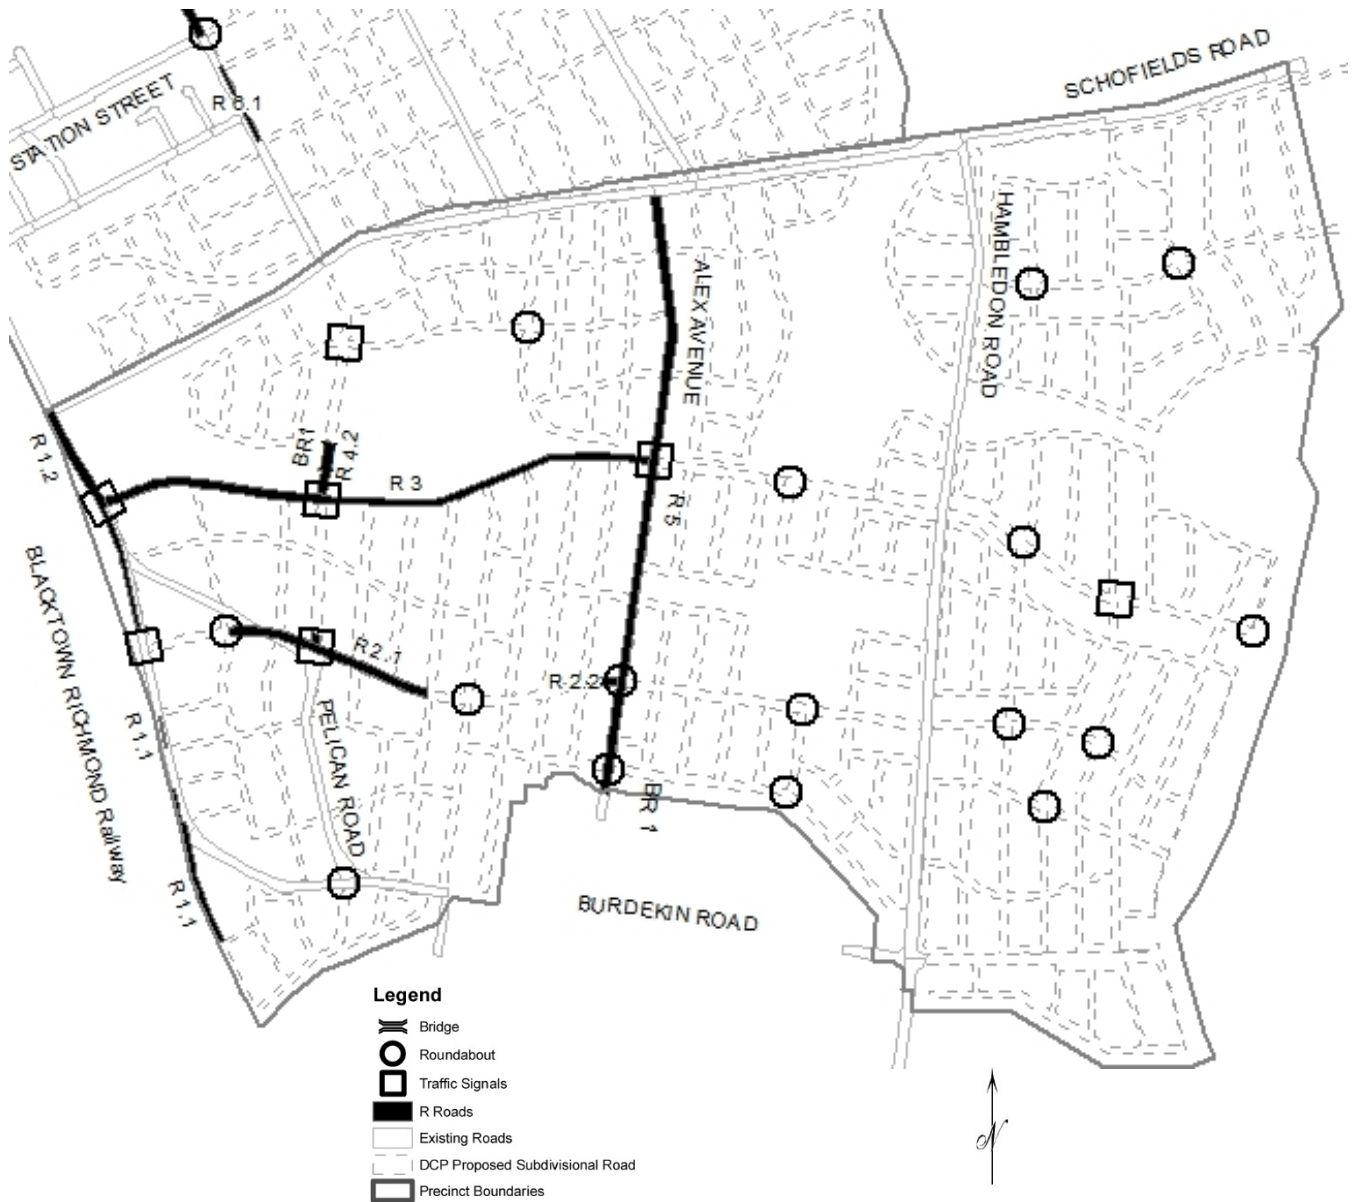 SCHOFIELDS ROAD
STATION STREET
R 6.1
HAMBLEDON ROAD
ALEX AVENUE
R 1.2
BR1
R 4.2
R 3
R 5
BLACKTOWN RICHMOND Railway
R 2.1
R 2.2
R 1.1
PELICAN ROAD
BR 1
R 1.1
BURDEKIN ROAD
Legend
Bridge
Roundabout
Traffic Signals
R Roads
Existing Roads
DCP Proposed Subdivisional Road
Precinct Boundaries
N